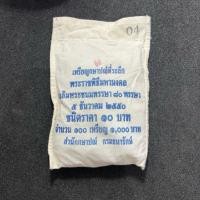 04
เหรียญกษาปณ์ที่ระลึก
พระราชพิธีมหามงคล
เฉลิมพระชนมพรรษา ๘๐ พรรษา
๕ ธันวาคม ๒๕๕๐
ชนิดราคา ๑๐ บาท
จำนวน ๑๐๐ เหรียญ ๑,๐๐๐ บาท
สำนักกษาปณ์ กรมธนารักษ์